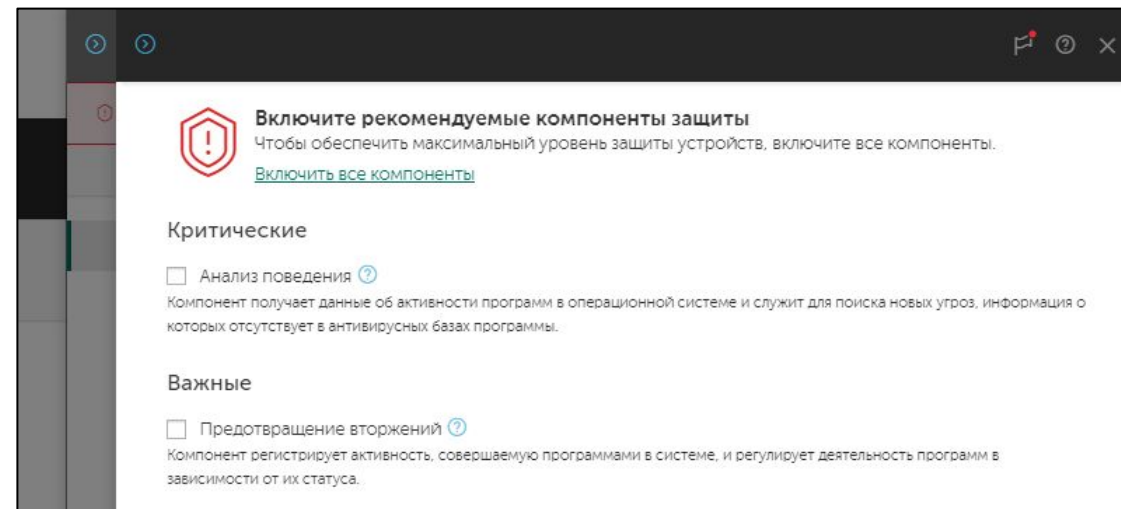 Включите рекомендуемые компоненты защиты
Чтобы обеспечить максимальный уровень защиты устройств, включите все компоненты.
Включить все компоненты
Критические
Анализ поведения
Компонент получает данные об активности программ в операционной системе и служит для поиска новых угроз, информация о
которых отсутствует в антивирусных базах программы.
Важные
Предотвращение вторжений
Компонент регистрирует активность, совершаемую программами в системе, и регулирует деятельность программ в
зависимости от их статуса.